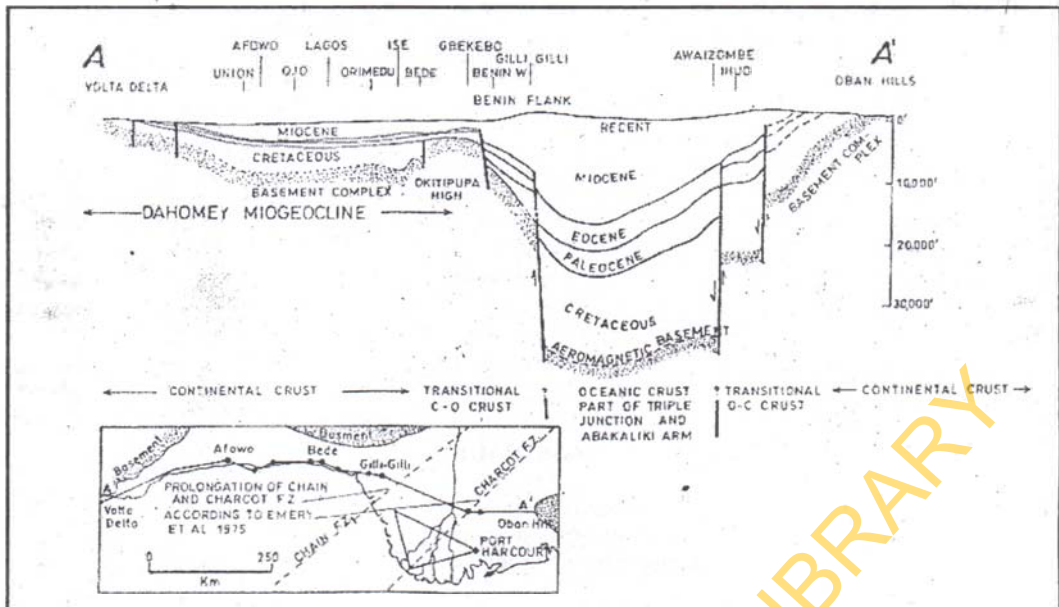 A
A'
AFOWO LAGOS ISE GBEKEBO
GILLI GILLI
AWAIZOMBE
UNION OJO ORIMEDU BEDE BENIN W
IHUO
VOLTA DELTA
OBAN HILLS
BENIN FLANK
MIOCENE
RECENT
0'
CRETACEOUS
BASEMENT COMPLEX
OKITIPUPA
HIGH
MIOCENE
BASEMENT COM-
PLEX
10,000'
DAHOMEY MIOGEOCLINE
EOCENE
PALEOCENE
20,000'
CRETACEOUS
30,000'
AEROMAGNETIC BASEMENT
CONTINENTAL CRUST
TRANSITIONAL
C-O CRUST
OCEANIC CRUST
PART OF TRIPLE
JUNCTION AND
ABAKALIKI ARM
TRANSITIONAL
O-C CRUST
CONTINENTAL CRUST
Basement
Afowo
Bede
Gilli-Gilli
CHARCOT FZ
A
Volta
Delta
PROLONGATION OF CHAIN
AND CHARCOT FZ
ACCORDING TO EMERY
ET AL 1975
CHAIN FZ
A'
Oban Hill
PORT
HARCOURT
0 250
Km
LIBRARY